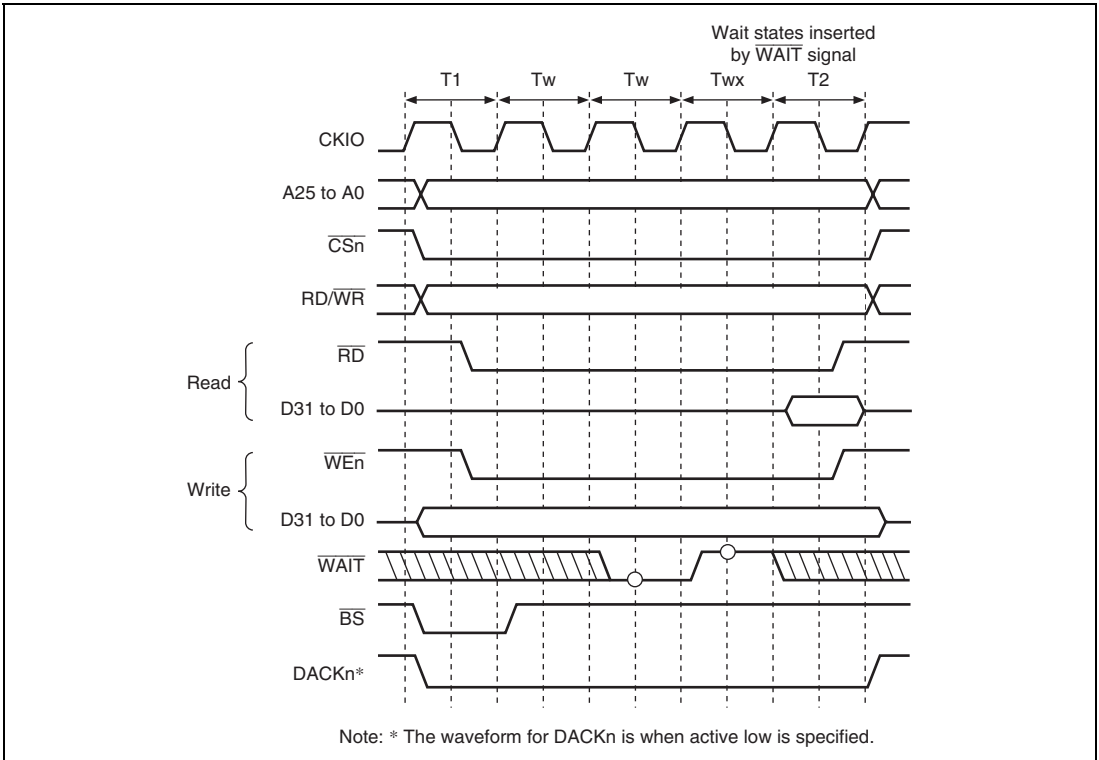 Wait states inserted
by WAIT signal
T1 Tw Tw Twx T2
CKIO
A25 to A0
CSn
RD/WR
RD
Read
D31 to D0
WEn
Write
D31 to D0
WAIT
BS
DACKn*
Note: * The waveform for DACKn is when active low is specified.